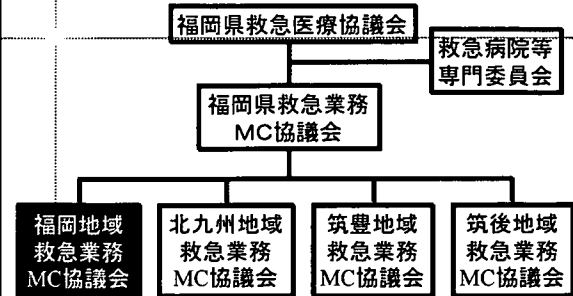 福岡県救急医療協議会
救急病院等
専門委員会
福岡県救急業務
MC協議会
福岡地域
救急業務
MC協議会
北九州地域
救急業務
MC協議会
筑豊地域
救急業務
MC協議会
筑後地域
救急業務
MC協議会